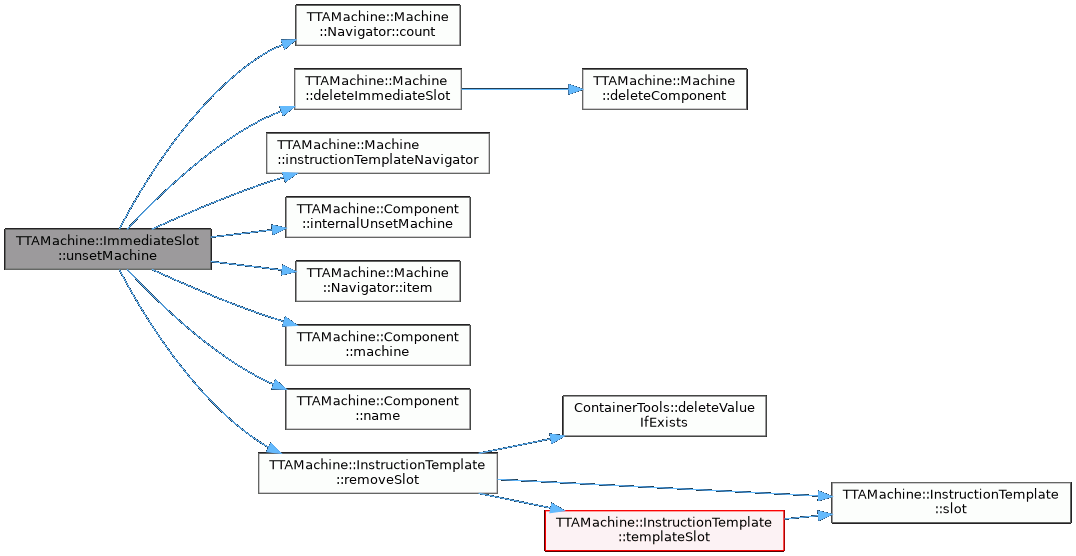 TTAMachine::Machine
::Navigator::count
TTAMachine::Machine
::deleteImmediateSlot
TTAMachine::Machine
::deleteComponent
TTAMachine::Machine
::instructionTemplateNavigator
TTAMachine::Component
::internalUnsetMachine
TTAMachine::ImmediateSlot
::unsetMachine
TTAMachine::Machine
::Navigator::item
TTAMachine::Component
::machine
TTAMachine::Component
::name
ContainerTools::deleteValue
IfExists
TTAMachine::InstructionTemplate
::removeSlot
TTAMachine::InstructionTemplate
::slot
TTAMachine::InstructionTemplate
::templateSlot